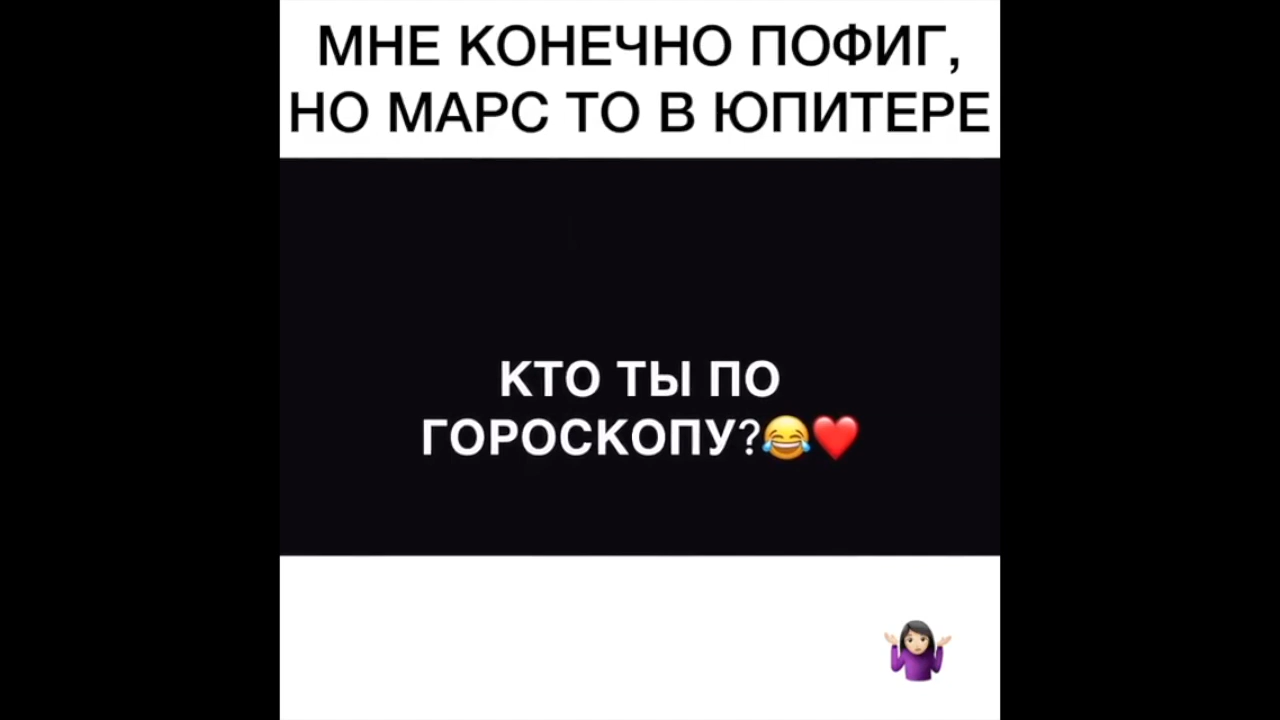 МНЕ КОНЕЧНО ПОФИГ,
НО МАРС ТО В ЮПИТЕРЕ
КТО ТЫ ПО
ГОРОСКОПУ?😂❤️